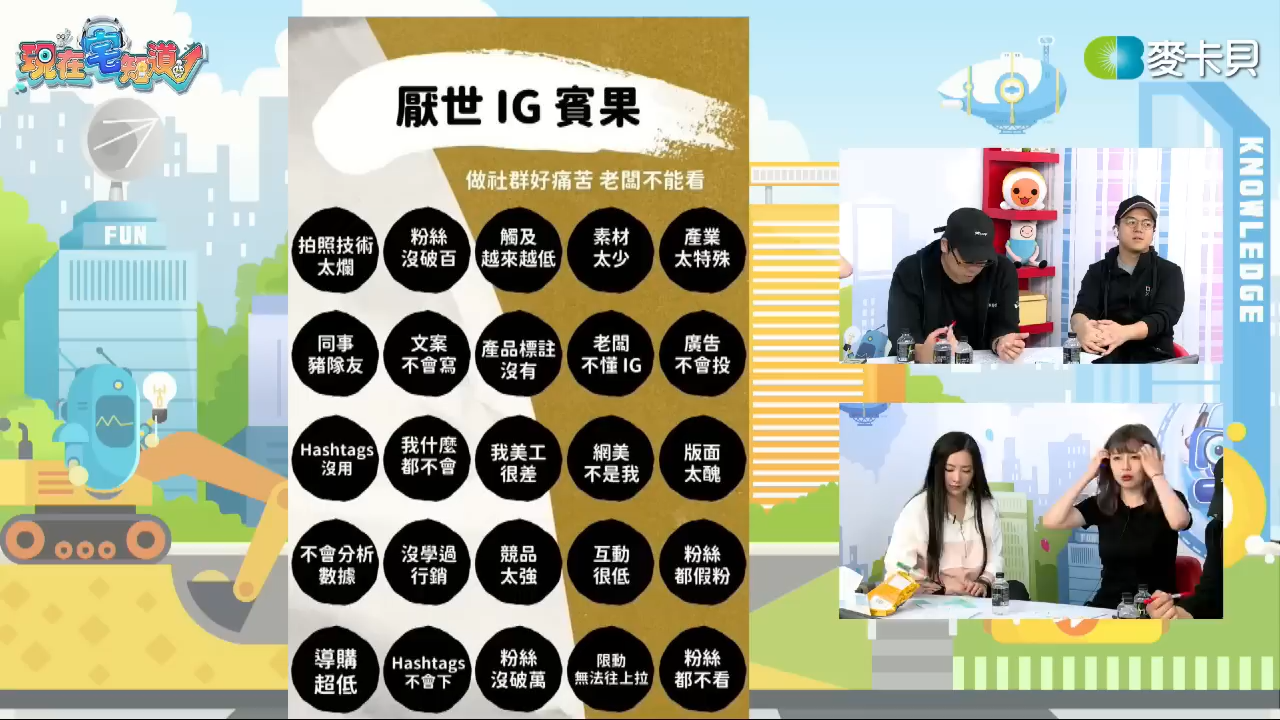 現在宅知道
麥卡貝
厭世 IG 賓果
做社群好痛苦 老闆不能看
拍照技術
太爛
粉絲
沒破百
觸及
越來越低
素材
太少
產業
太特殊
同事
豬隊友
文案
不會寫
產品標註
沒有
老闆
不懂 IG
廣告
不會投
Hashtags
沒用
我什麼
都不會
我美工
很差
網美
不是我
版面
太醜
不會分析
數據
沒學過
行銷
競品
太強
互動
很低
粉絲
都假粉
導購
超低
Hashtags
不會下
粉絲
沒破萬
限動
無法往上拉
粉絲
都不看
FUN
KNOWLEDGE